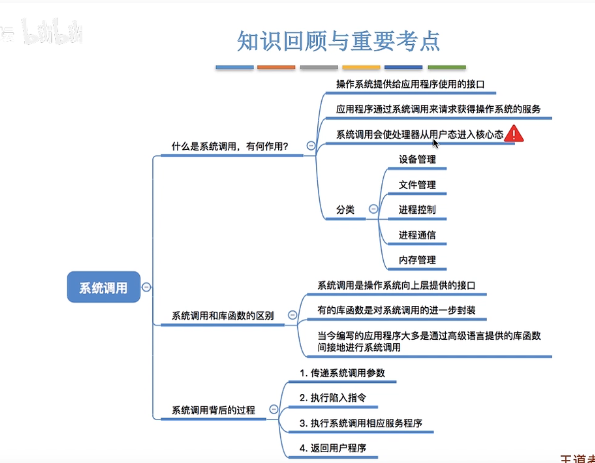 bilibili
知识回顾与重要考点
操作系统提供给应用程序使用的接口
应用程序通过系统调用来请求获得操作系统的服务
什么是系统调用，有何作用？
系统调用会使处理器从用户态进入核心态
设备管理
文件管理
分类
进程控制
进程通信
内存管理
系统调用
系统调用是操作系统向上层提供的接口
系统调用和库函数的区别
有的库函数是对系统调用的进一步封装
当今编写的应用程序大多是通过高级语言提供的库函数
间接地进行系统调用
1. 传递系统调用参数
系统调用背后的过程
2. 执行陷入指令
3. 执行系统调用相应服务程序
4. 返回用户程序
王道考